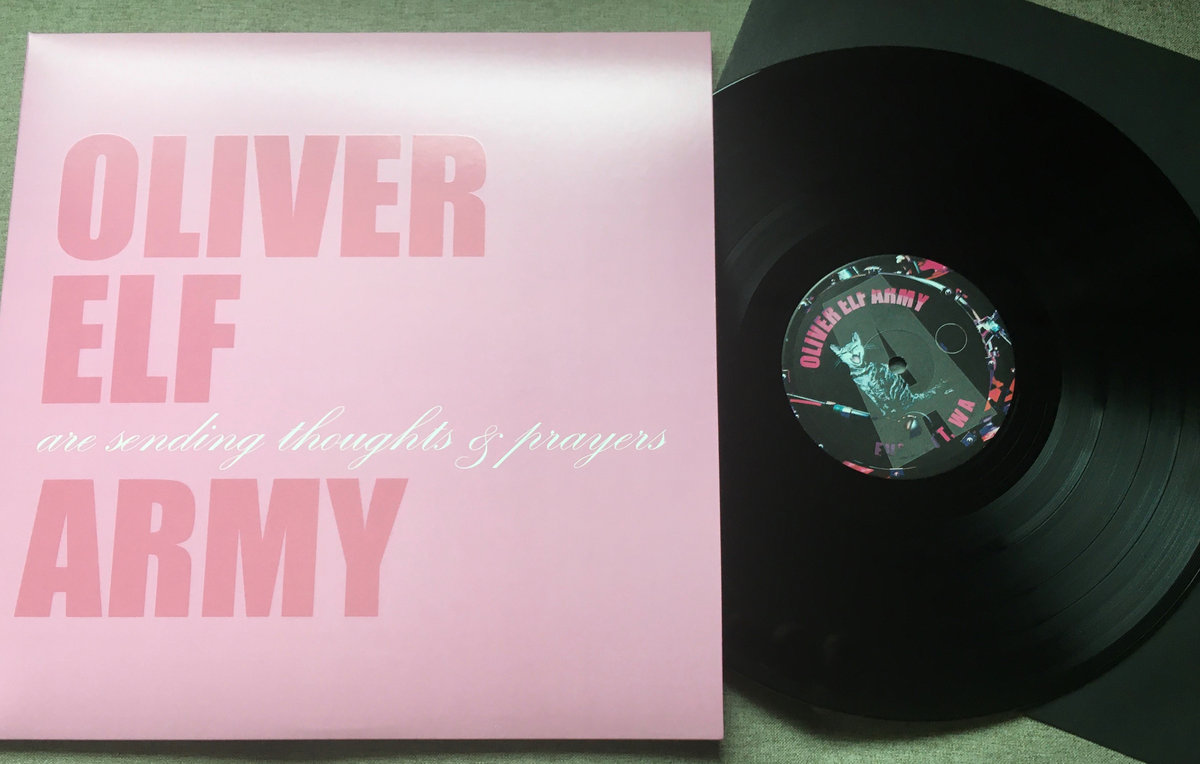 OLIVER
ELF
are sending thoughts & prayers
ARMY
OLIVER ELF ARMY